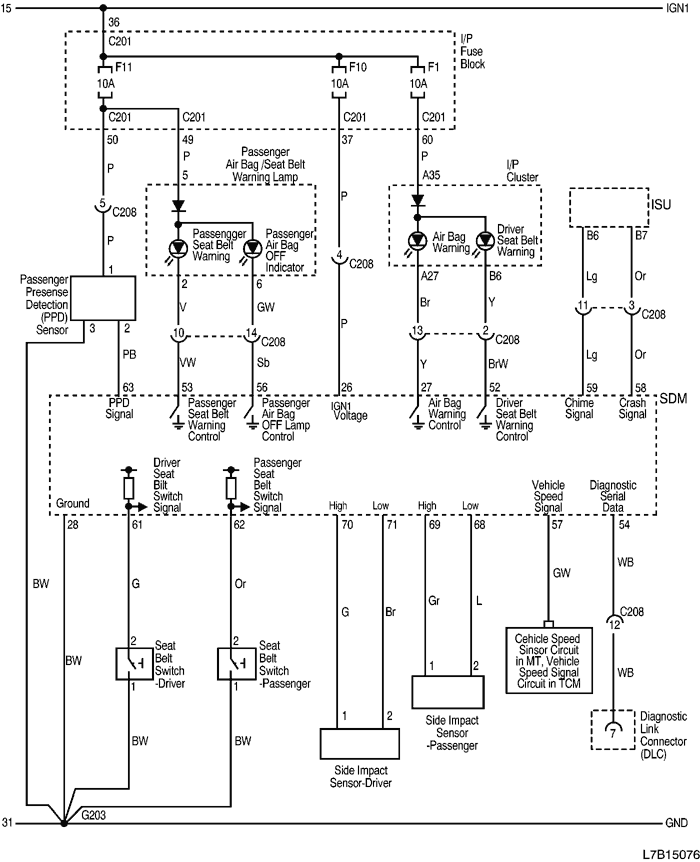 15
IGN1
36
C201
I/P
Fuse
Block
F11
10A
F10
10A
F1
10A
C201
C201
C201
C201
50
49
37
60
P
P
P
P
5
Passenger
Air Bag /Seat Belt
Warning Lamp
A35
I/P
Cluster
5
C208
P
Passengger
Seat Belt
Warning
Passenger
Air Bag
OFF
Indicator
Air Bag
Warning
Driver
Seat Belt
Warning
ISU
B6
B7
4
C208
1
Passenger
Presense
Detection
(PPD)
Sensor
2
6
A27
B6
Lg
Or
V
GW
Br
Y
11
3
C208
3
2
10
14
C208
P
13
2
C208
PB
VW
Sb
Y
BrW
Lg
Or
63
53
56
26
27
52
59
58
SDM
PPD
Signal
Passenger
Seat Belt
Warning
Control
Passenger
Air Bag
OFF Lamp
Control
IGN1
Voltage
Air Bag
Warning
Control
Driver
Seat Belt
Warning
Control
Chime
Signal
Crash
Signal
Driver
Seat
Bilt
Switch
Signal
Passenger
Seat
Belt
Switch
Signal
Ground
High
Low
High
Low
Vehicle
Speed
Signal
Diagnostic
Serial
Data
28
61
62
70
71
69
68
57
54
BW
BW
G
Or
G
Br
Gr
L
GW
WB
C208
12
WB
2
Seat
Belt
Switch
-Driver
1
2
Seat
Belt
Switch
-Passenger
1
1
2
Cehicle Speed
Sinsor Circuit
in MT, Vehicle
Speed Signal
Circuit in TCM
Side Impact
Sensor
-Passenger
1
2
7
Diagnostic
Link
Connector
(DLC)
BW
BW
Side Impact
Sensor-Driver
G203
31
GND
L7B15076